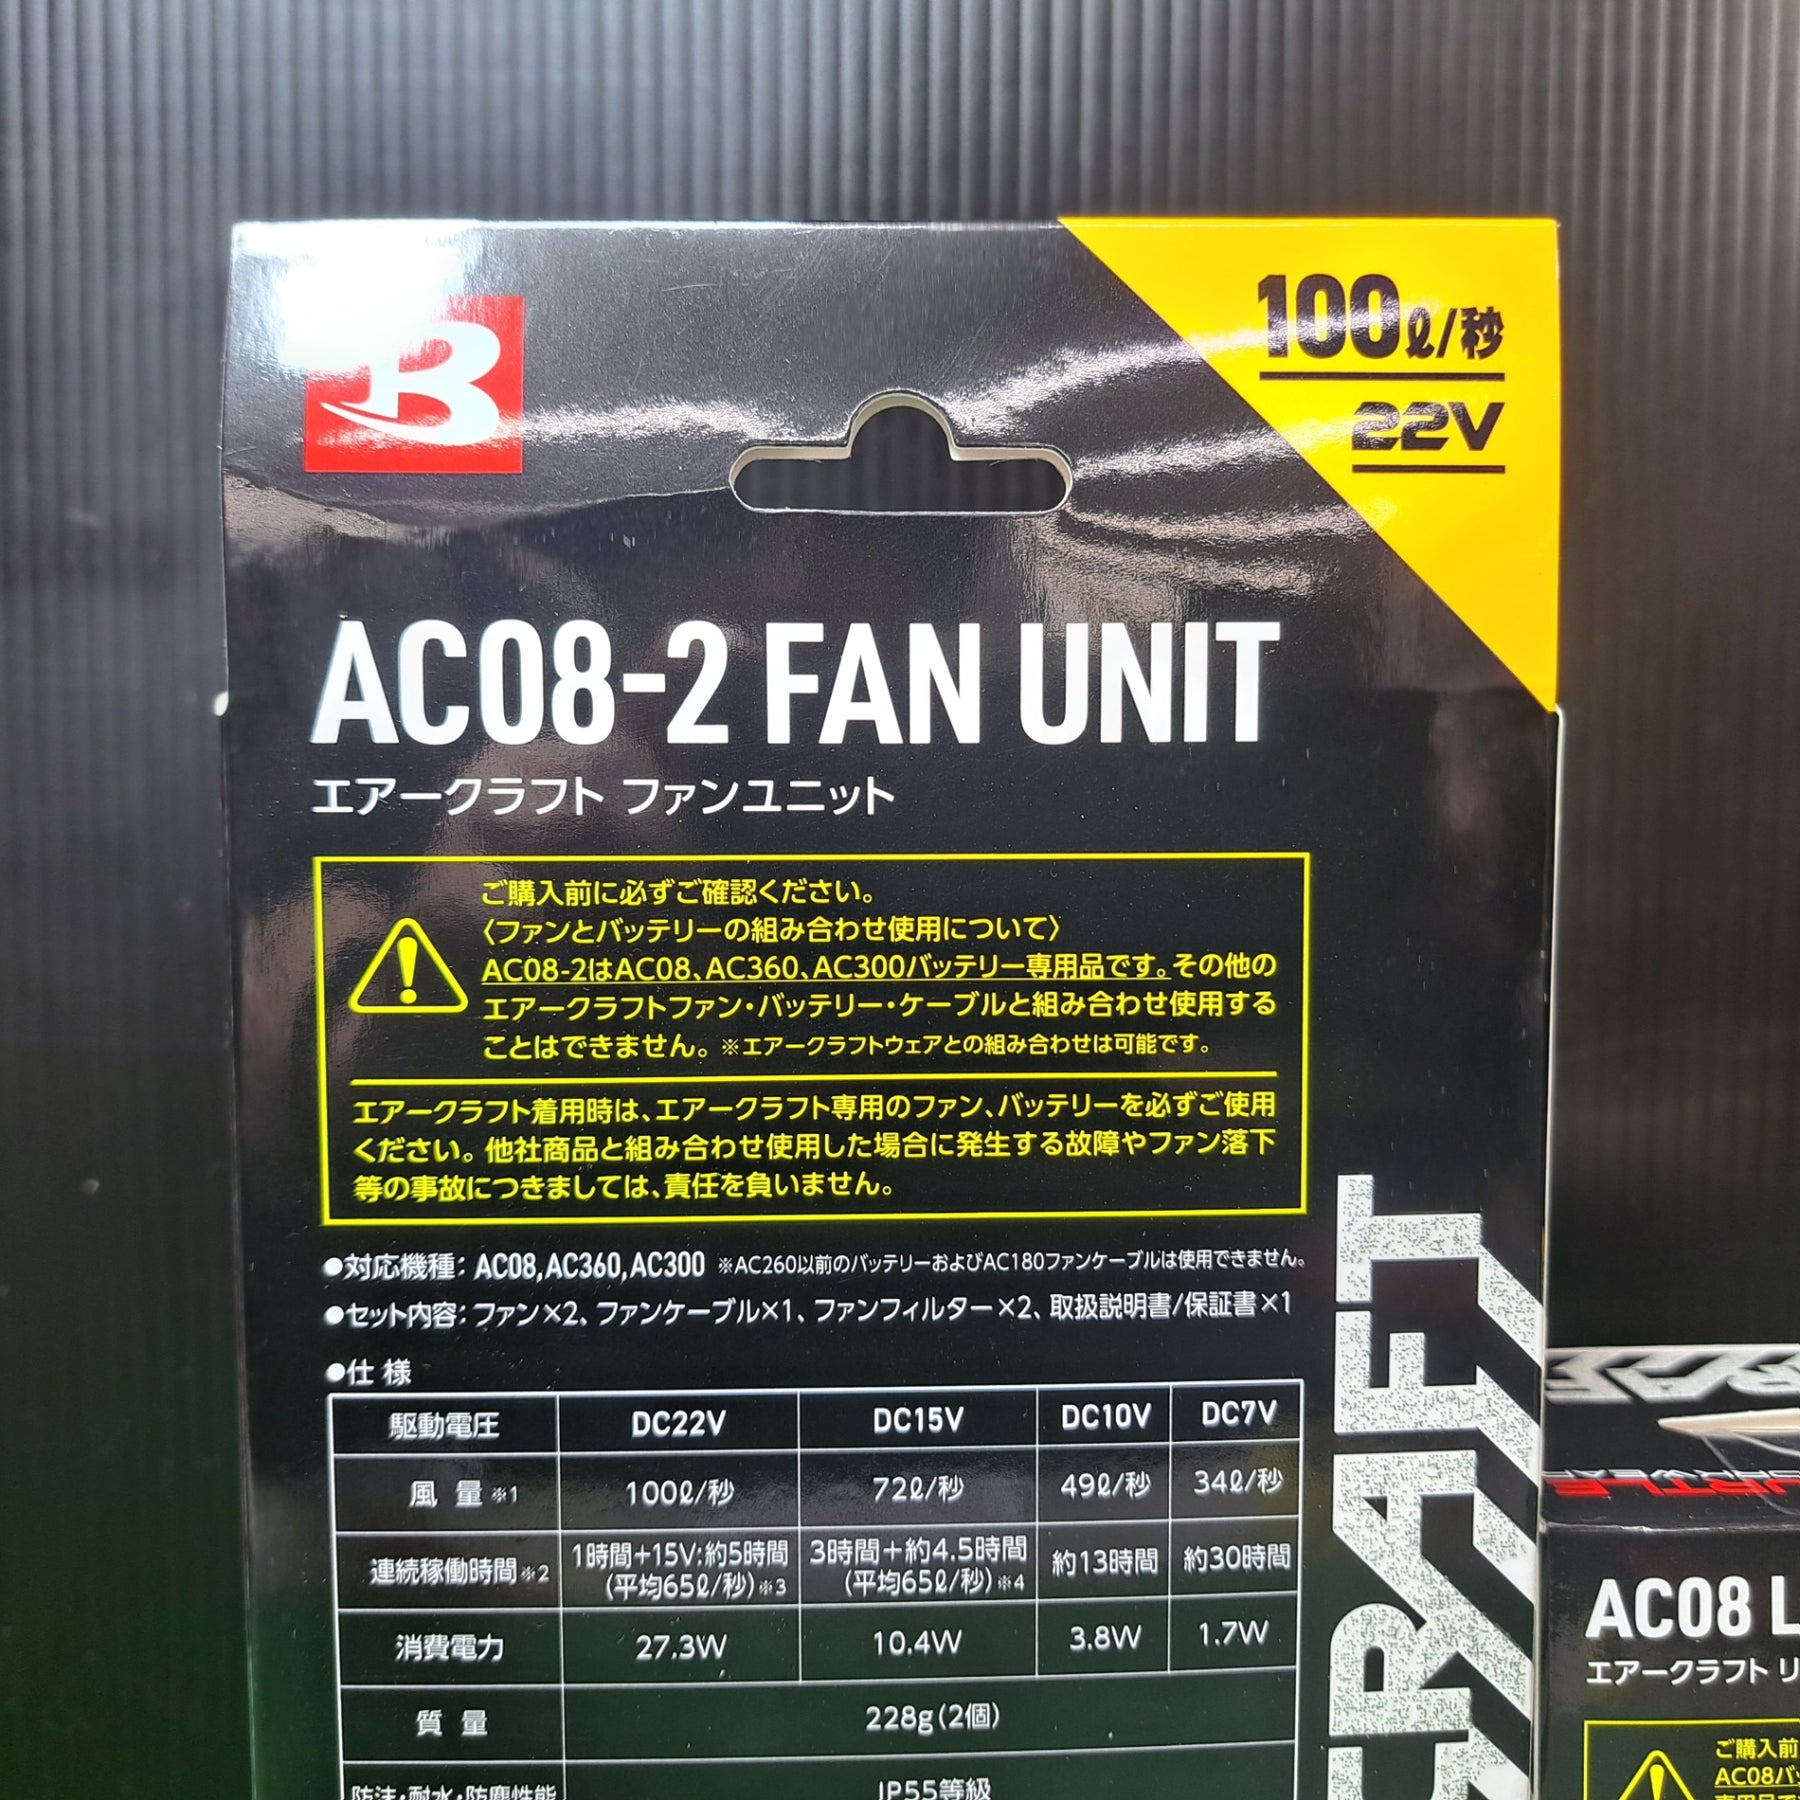 B
100ℓ/秒
22V
AC08-2 FAN UNIT
エアークラフト ファンユニット
ご購入前に必ずご確認ください。
〈ファンとバッテリーの組み合わせ使用について〉
AC08-2はAC08、AC360、AC300バッテリー専用品です。その他の
エアークラフトファン・バッテリー・ケーブルと組み合わせ使用する
ことはできません。※エアークラフトウェアとの組み合わせは可能です。
エアークラフト着用時は、エアークラフト専用のファン、バッテリーを必ずご使用
ください。他社商品と組み合わせ使用した場合に発生する故障やファン落下
等の事故につきましては、責任を負いません。
●対応機種：AC08,AC360,AC300 ※AC260以前のバッテリーおよびAC180ファンケーブルは使用できません。
●セット内容：ファン×2、ファンケーブル×1、ファンフィルター×2、取扱説明書/保証書×1
●仕 様
駆動電圧 DC22V DC15V DC10V DC7V
風 量※1 100ℓ/秒 72ℓ/秒 49ℓ/秒 34ℓ/秒
連続稼働時間※2 1時間＋15V:約5時間 3時間＋約4.5時間 約13時間 約30時間
(平均65ℓ/秒)※3 (平均65ℓ/秒)※4
消費電力 27.3W 10.4W 3.8W 1.7W
質 量 228g(2個)
防沫・耐水・防塵性能 IP55等級
CRAFT
AC08 L
エアークラフト リ
ご購入前
AC08バッ